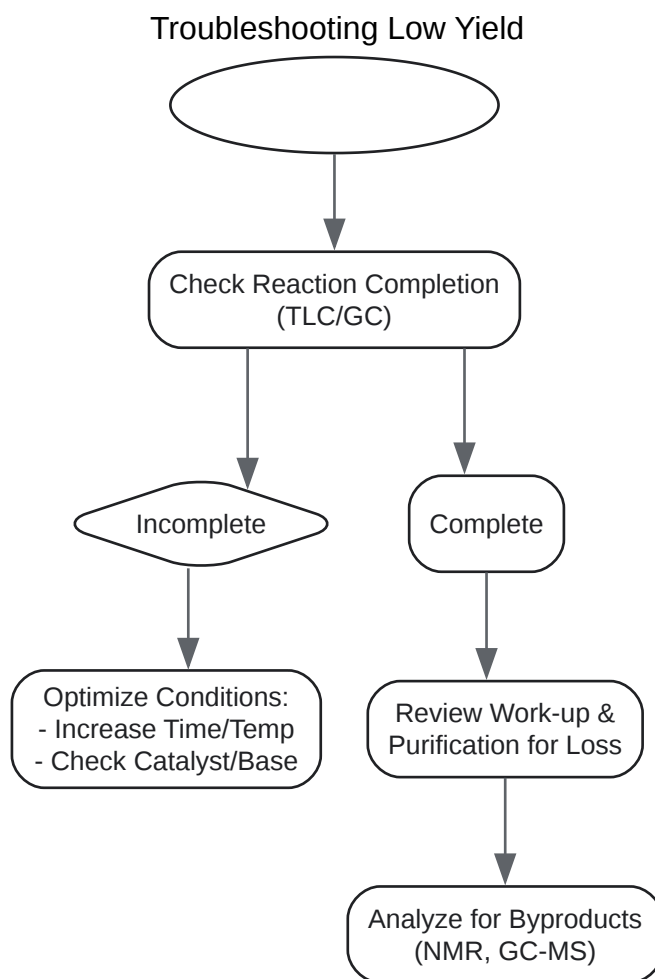 Troubleshooting Low Yield
Check Reaction Completion
(TLC/GC)
Incomplete
Complete
Optimize Conditions:
- Increase Time/Temp
- Check Catalyst/Base
Review Work-up &
Purification for Loss
Analyze for Byproducts
(NMR, GC-MS)